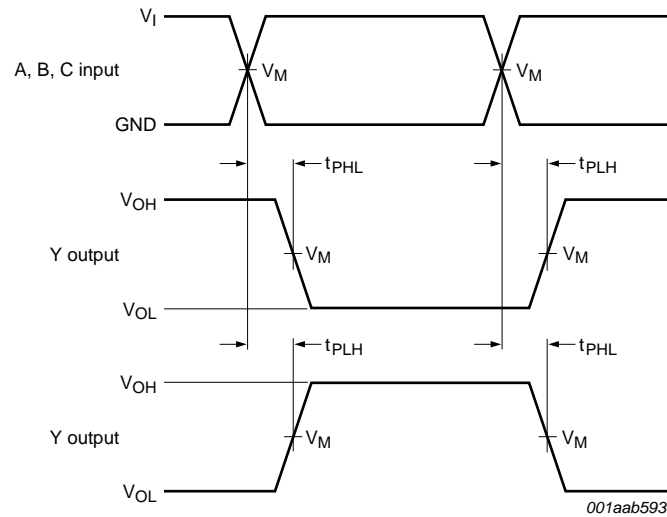 VI
A, B, C input
VM
VM
GND
tPHL
tPLH
VOH
Y output
VM
VM
VOL
tPLH
tPHL
VOH
Y output
VM
VM
VOL
001aab593